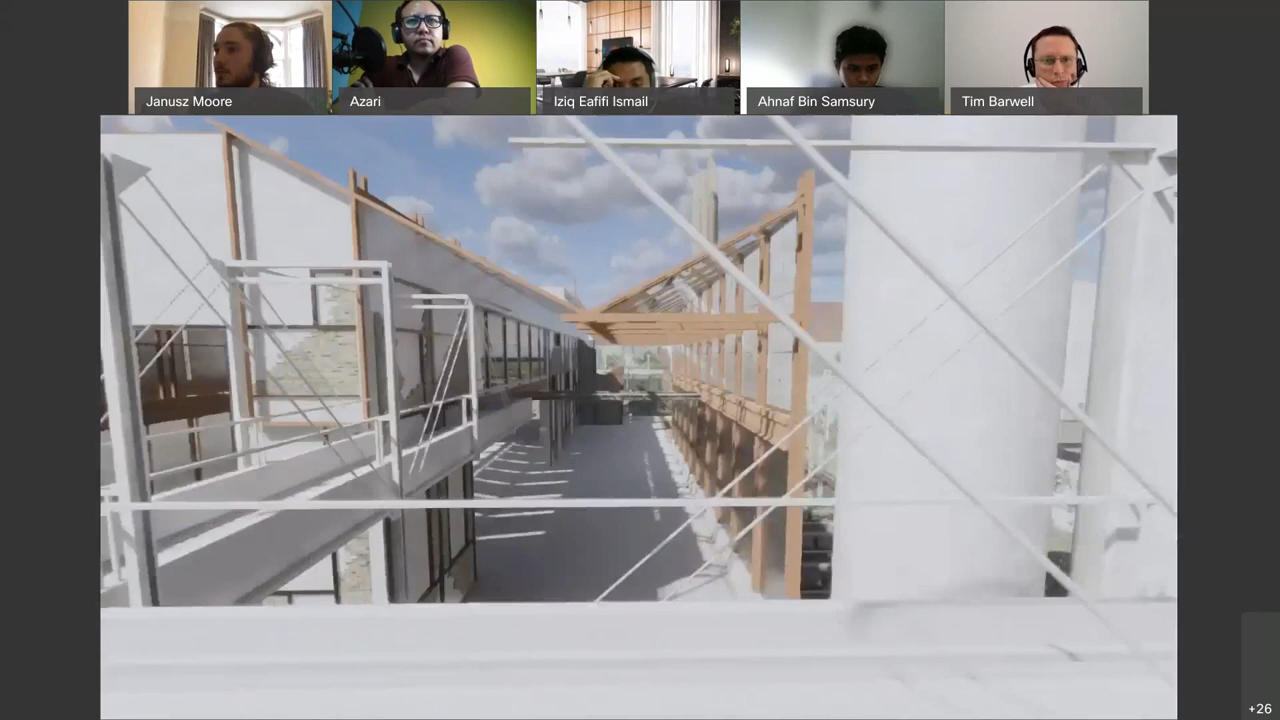 Janusz Moore
Azari
Iziq Eafifi Ismail
Ahnaf Bin Samsury
Tim Barwell
+26